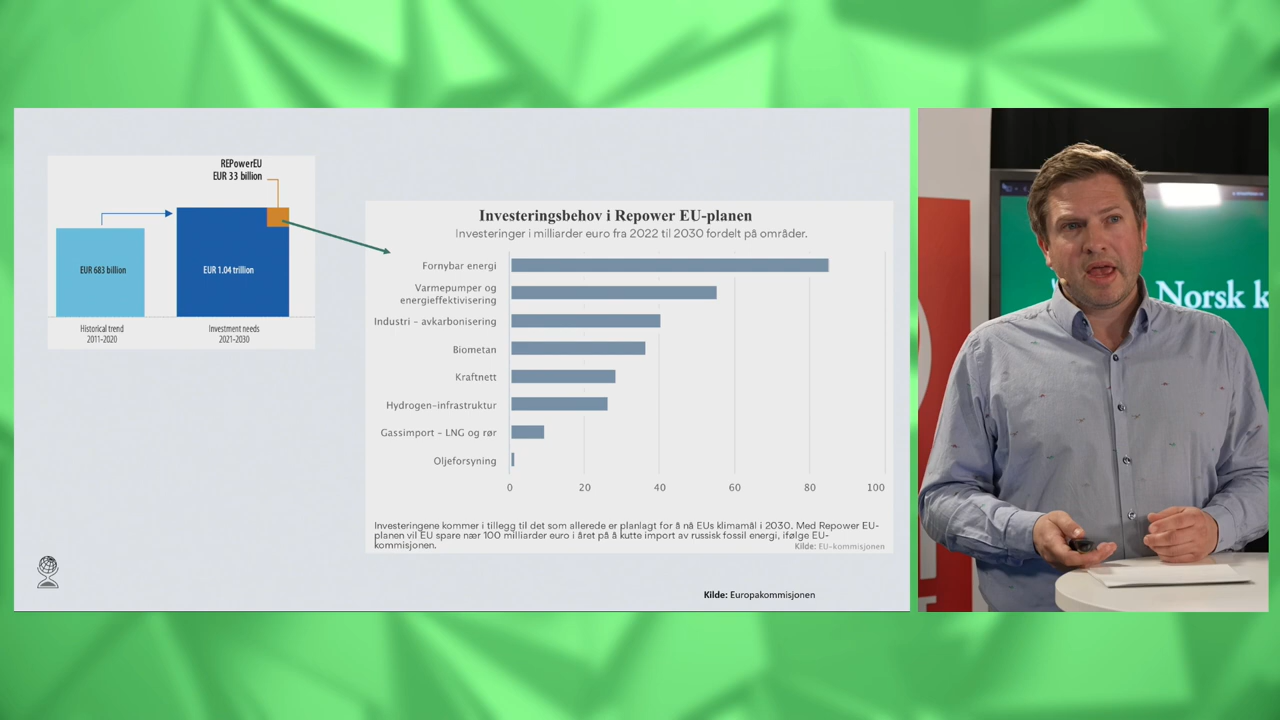 REPowerEU
EUR 33 billion
EUR 683 billion
EUR 1.04 trillion
Historical trend
2011-2020
Investment needs
2021-2030
Investeringsbehov i Repower EU-planen
Investeringer i milliarder euro fra 2022 til 2030 fordelt på områder.
Fornybar energi
Varmepumper og
energieffektivisering
Industri - avkarbonisering
Biometan
Kraftnett
Hydrogen-infrastruktur
Gassimport - LNG og rør
Oljeforsyning
0 20 40 60 80 100
Investeringene kommer i tillegg til det som allerede er planlagt for å nå EUs klimamål i 2030. Med Repower EU-
planen vil EU spare nær 100 milliarder euro i året på å kutte import av russisk fossil energi, ifølge EU-
kommisjonen.
Kilde: EU-kommisjonen
Kilde: Europakommisjonen
Norsk k